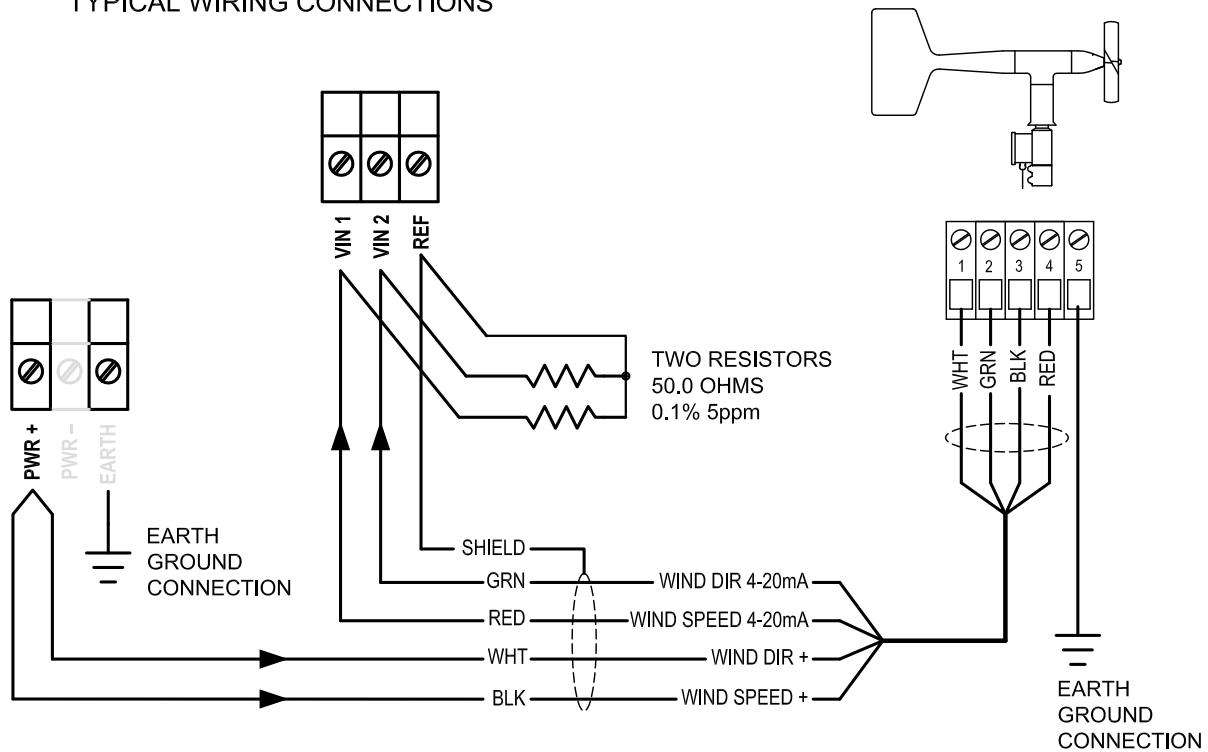 TYPICAL WIRING CONNECTIONS
VIN 1
VIN 2
REF
1 2 3 4 5
WHT
GRN
BLK
RED
TWO RESISTORS
50.0 OHMS
0.1% 5ppm
PWR +
PWR –
EARTH
EARTH
GROUND
CONNECTION
SHIELD
GRN WIND DIR 4-20mA
RED WIND SPEED 4-20mA
WHT WIND DIR +
BLK WIND SPEED +
EARTH
GROUND
CONNECTION